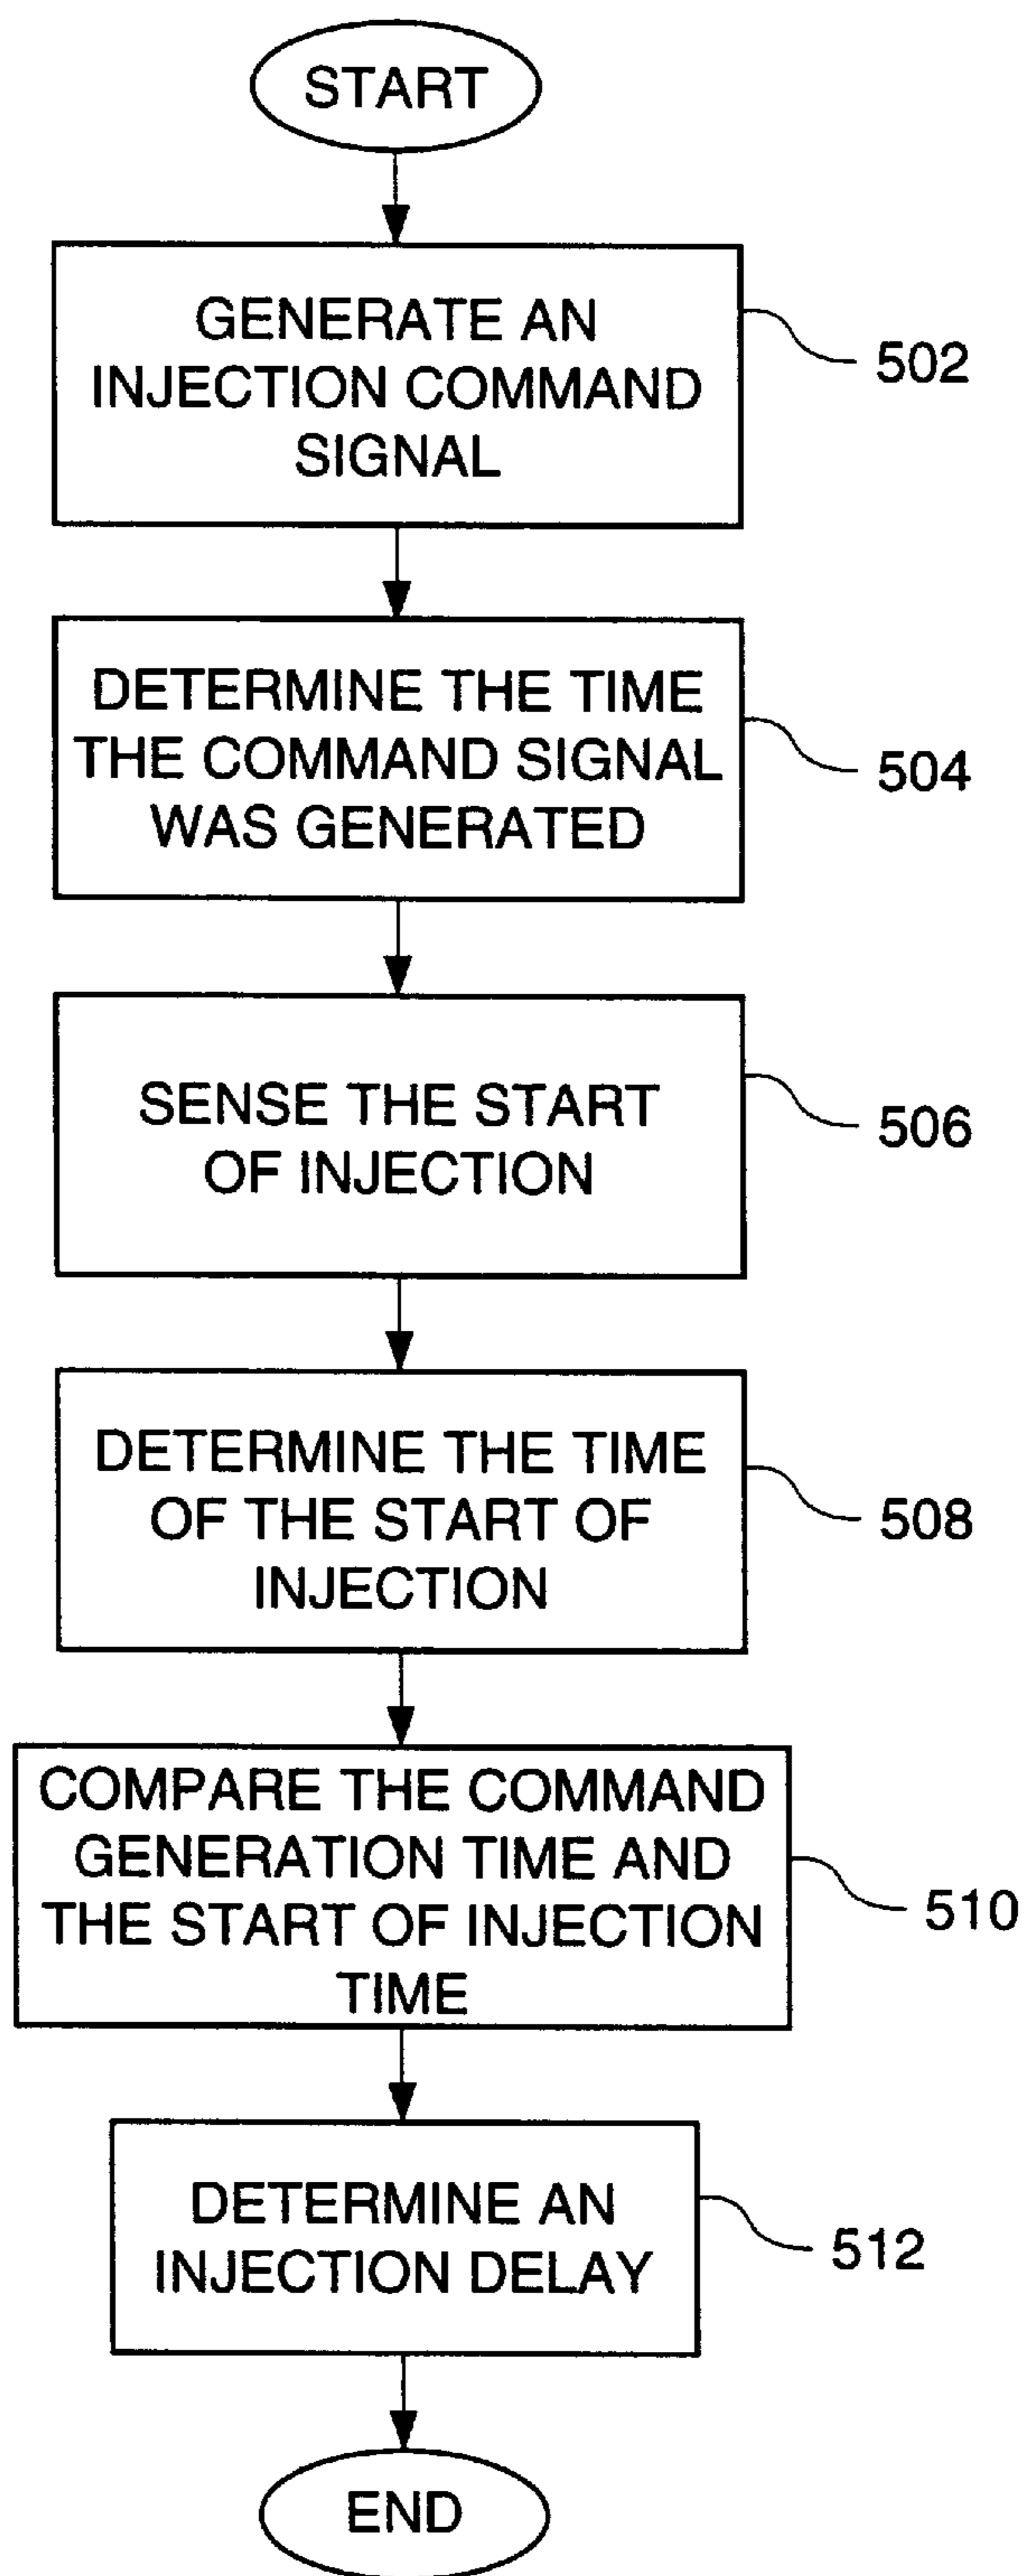 START
GENERATE AN
INJECTION COMMAND
SIGNAL
502
DETERMINE THE TIME
THE COMMAND SIGNAL
WAS GENERATED
504
SENSE THE START
OF INJECTION
506
DETERMINE THE TIME
OF THE START OF
INJECTION
508
COMPARE THE COMMAND
GENERATION TIME AND
THE START OF INJECTION
TIME
510
DETERMINE AN
INJECTION DELAY
512
END